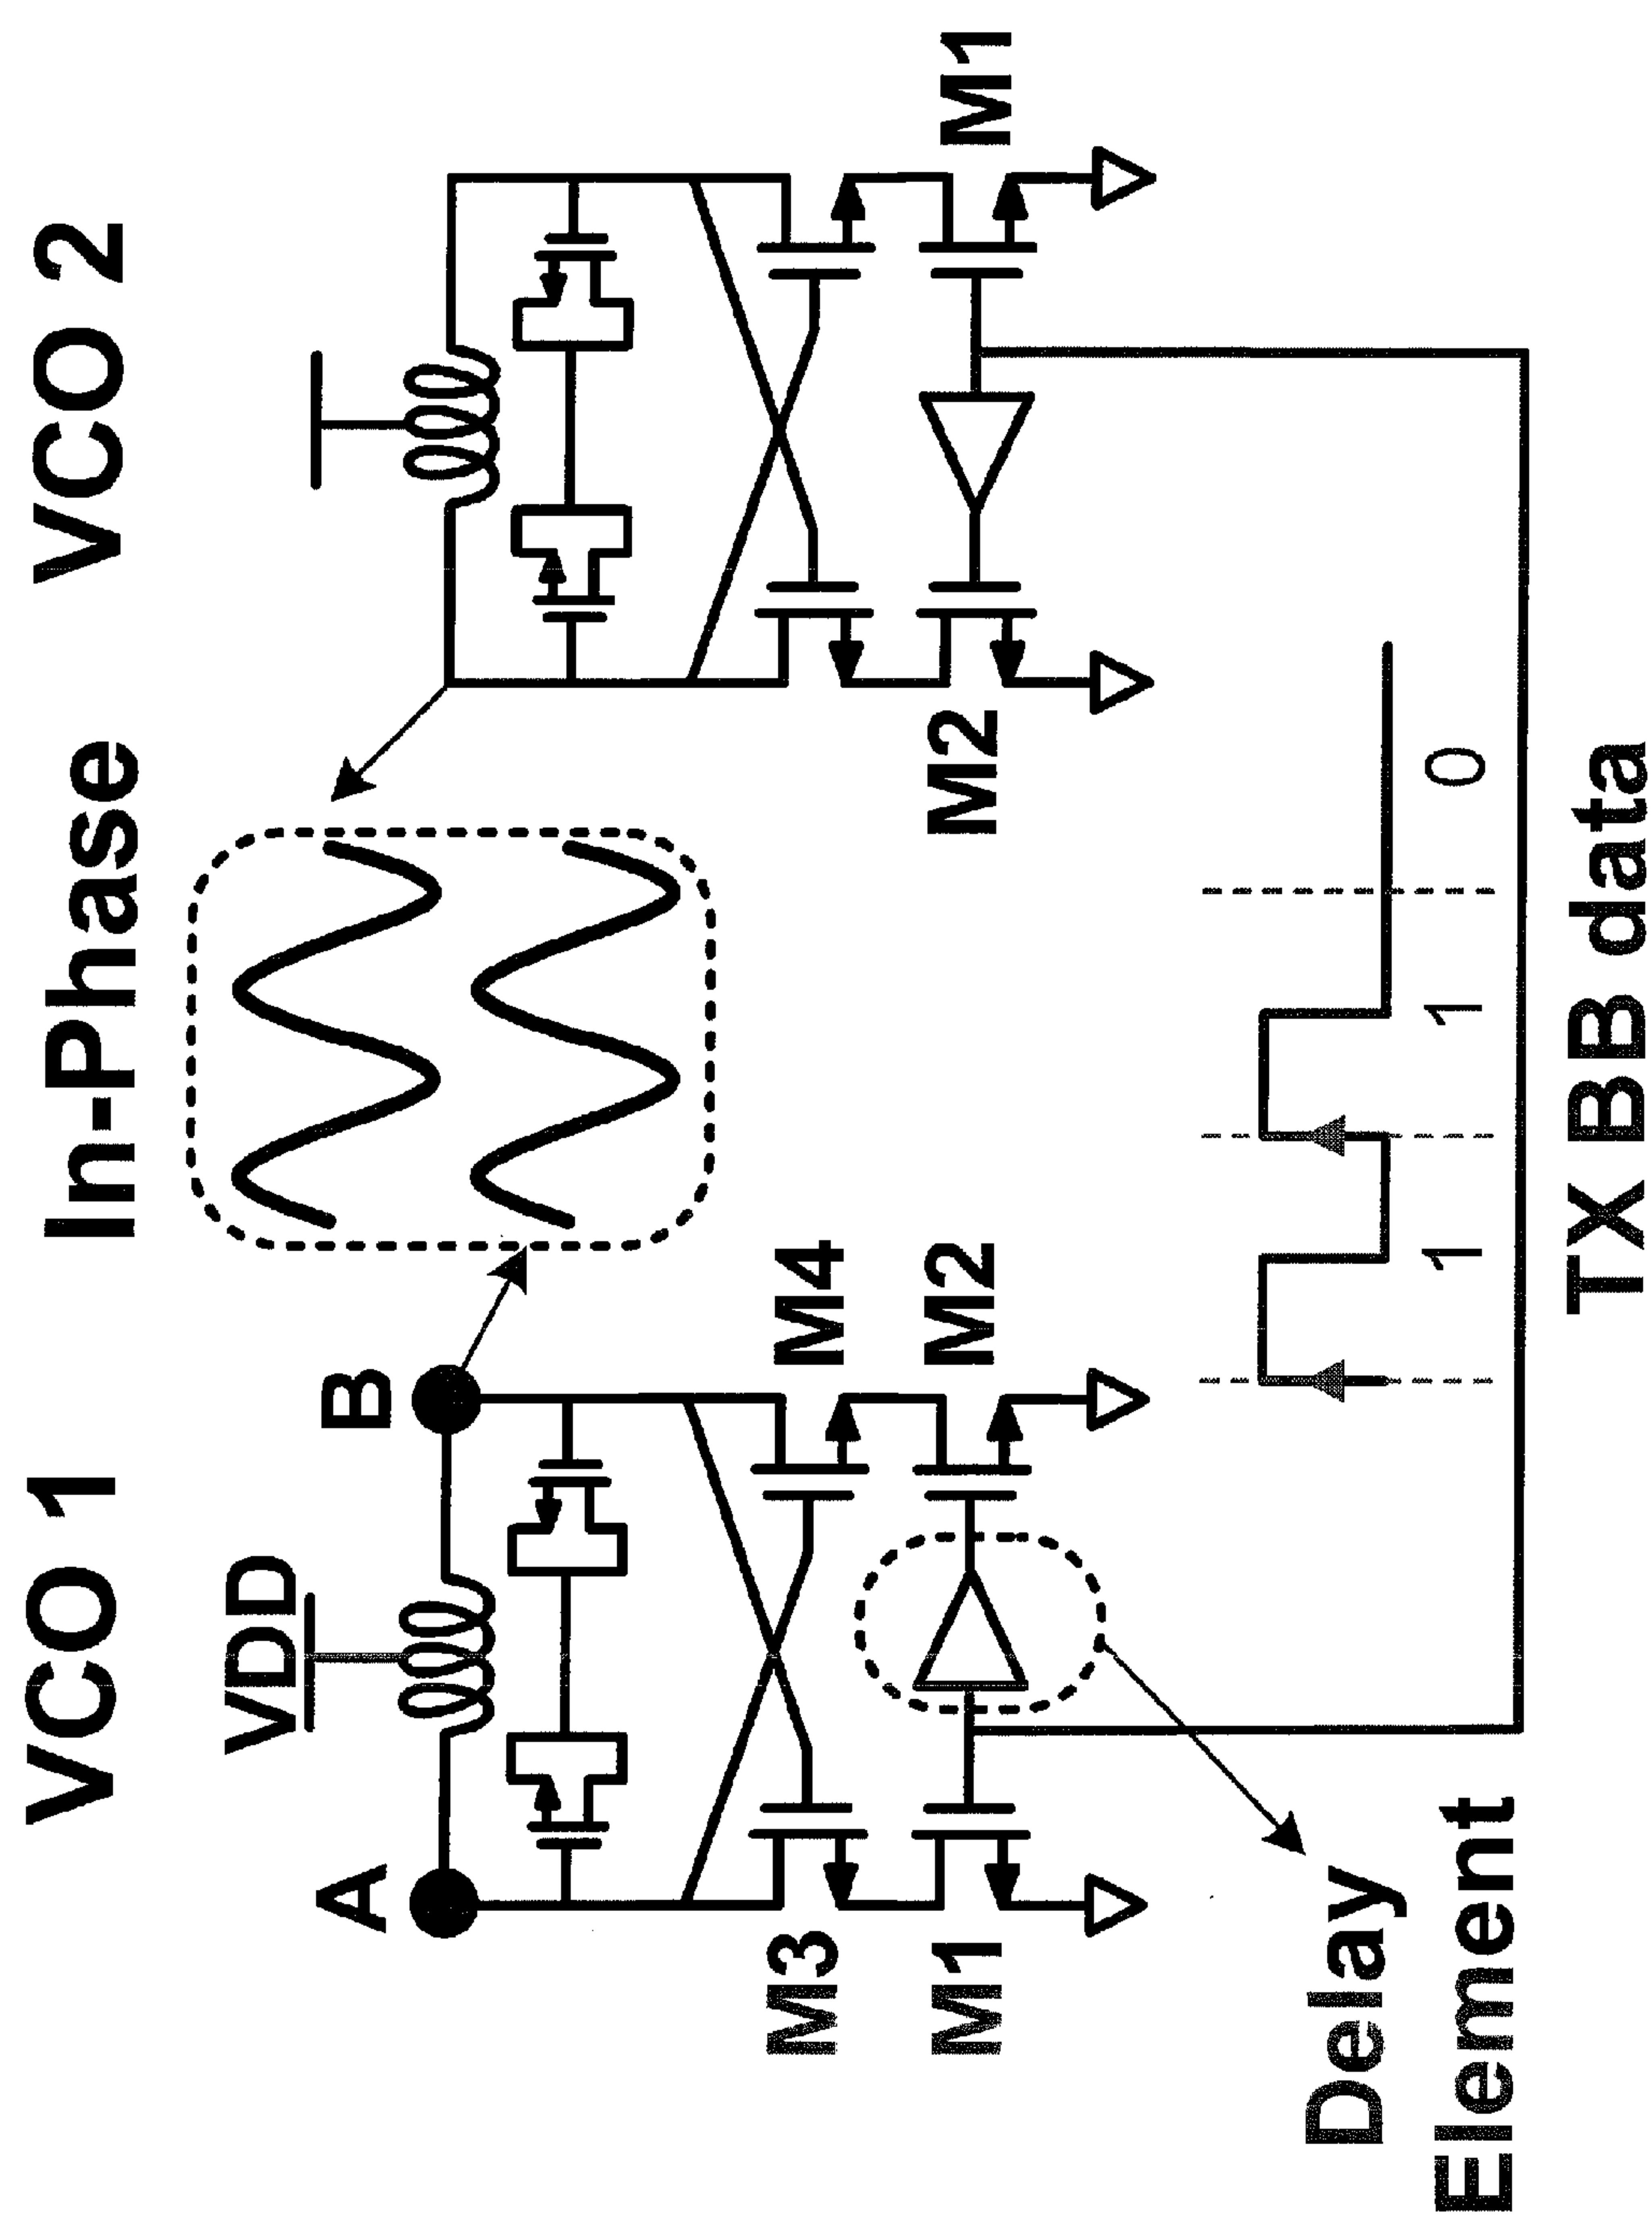 VCO 1
In-Phase
VCO 2
VDD
A
B
M3
M4
M2
M1
M1
M2
Delay
Element
1
1
0
TX BB data